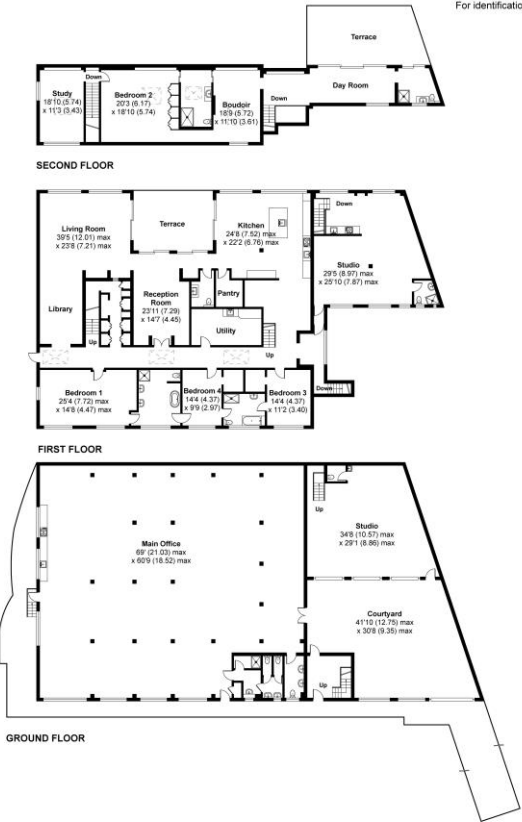 For identificatio
Terrace
Study
18'10 (5.74)
x 11'3 (3.43)
Down
Bedroom 2
20'3 (6.17)
x 18'10 (5.74)
Boudoir
18'9 (5.72)
x 11'10 (3.61)
Down
Day Room
SECOND FLOOR
Living Room
39'5 (12.01) max
x 23'8 (7.21) max
Terrace
Kitchen
24'8 (7.52) max
x 22'2 (6.76) max
Down
Studio
29'5 (8.97) max
x 25'10 (7.87) max
Library
Up
Reception
Room
23'11 (7.29)
x 14'7 (4.45)
Pantry
Utility
Up
Bedroom 1
25'4 (7.72) max
x 14'8 (4.47) max
Bedroom 4
14'4 (4.37)
x 9'9 (2.97)
Bedroom 3
14'4 (4.37)
x 11'2 (3.40)
Down
FIRST FLOOR
Main Office
69' (21.03) max
x 60'9 (18.52) max
Up
Studio
34'8 (10.57) max
x 29'1 (8.86) max
Courtyard
41'10 (12.75) max
x 30'8 (9.35) max
Up
GROUND FLOOR